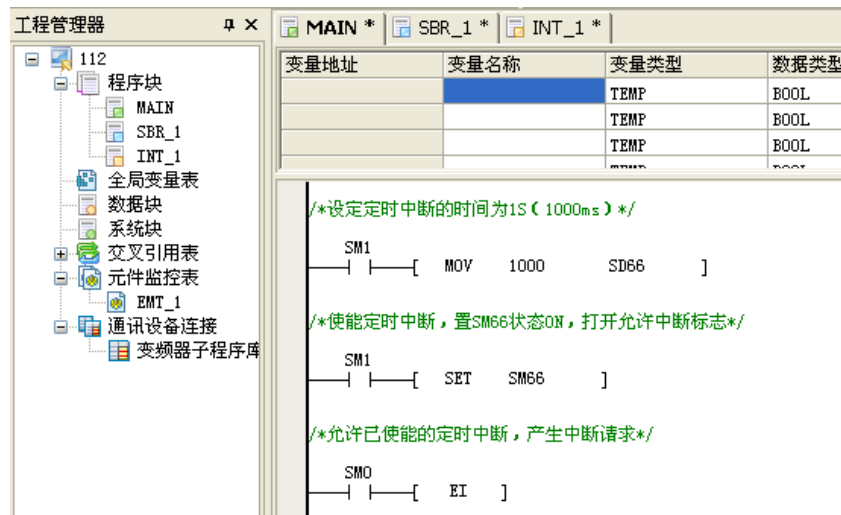 工程管理器
112
程序块
MAIN
SBR_1
INT_1
全局变量表
数据块
系统块
交叉引用表
元件监控表
EMT_1
通讯设备连接
变频器子程序库
MAIN * SBR_1 * INT_1 *
变量地址 变量名称 变量类型 数据类型
TEMP BOOL
TEMP BOOL
TEMP BOOL
TEMP BOOL
/*设定定时中断的时间为1S（1000ms）*/
SM1
[ MOV 1000 SD66 ]
/*使能定时中断，置SM66状态ON，打开允许中断标志*/
SM1
[ SET SM66 ]
/*允许已使能的定时中断，产生中断请求*/
SM0
[ EI ]